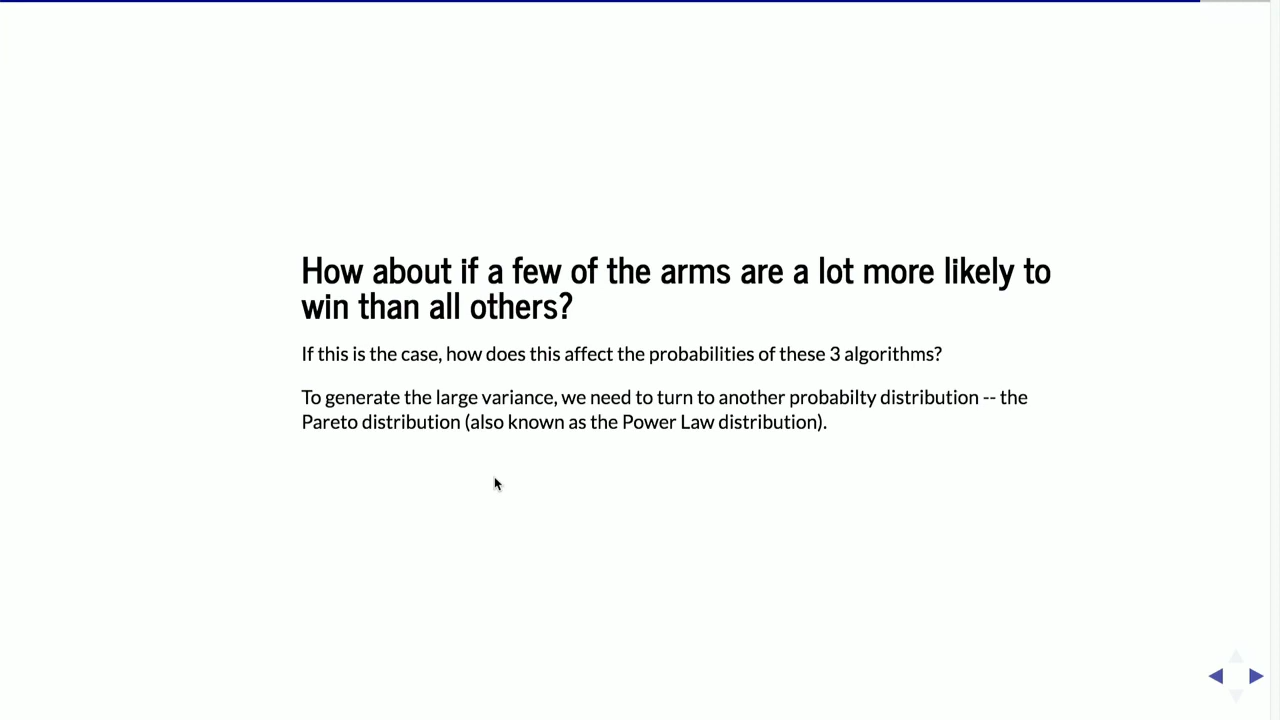 How about if a few of the arms are a lot more likely to
win than all others?
If this is the case, how does this affect the probabilities of these 3 algorithms?
To generate the large variance, we need to turn to another probabilty distribution -- the
Pareto distribution (also known as the Power Law distribution).